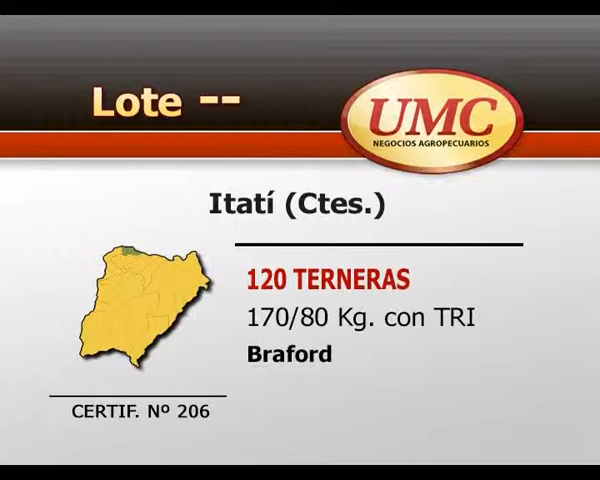 Lote --
UMC
NEGOCIOS AGROPECUARIOS
Itatí (Ctes.)
120 TERNERAS
170/80 Kg. con TRI
Braford
CERTIF. Nº 206